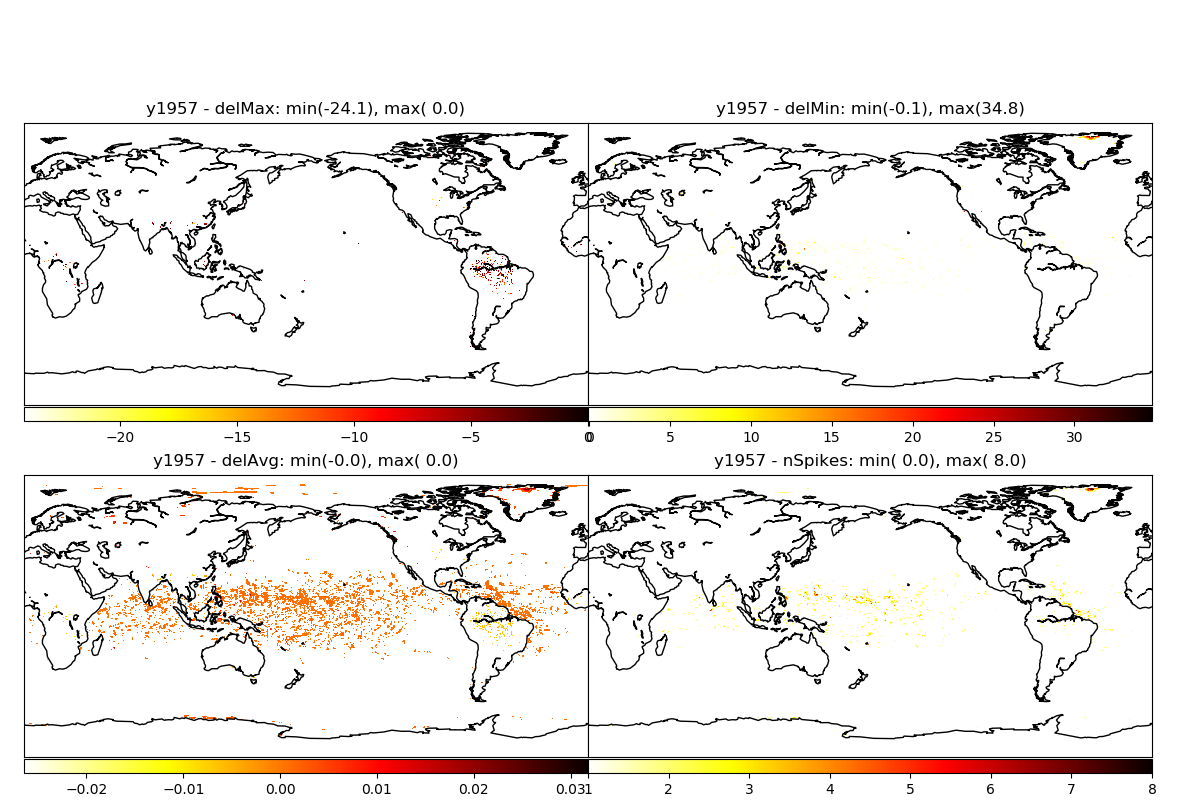 y1957 - delMax: min(-24.1), max( 0.0)
y1957 - delMin: min(-0.1), max(34.8)
−20 −15 −10 −5 0
0 5 10 15 20 25 30
y1957 - delAvg: min(-0.0), max( 0.0)
y1957 - nSpikes: min( 0.0), max( 8.0)
−0.02 −0.01 0.00 0.01 0.02 0.03
1 2 3 4 5 6 7 8